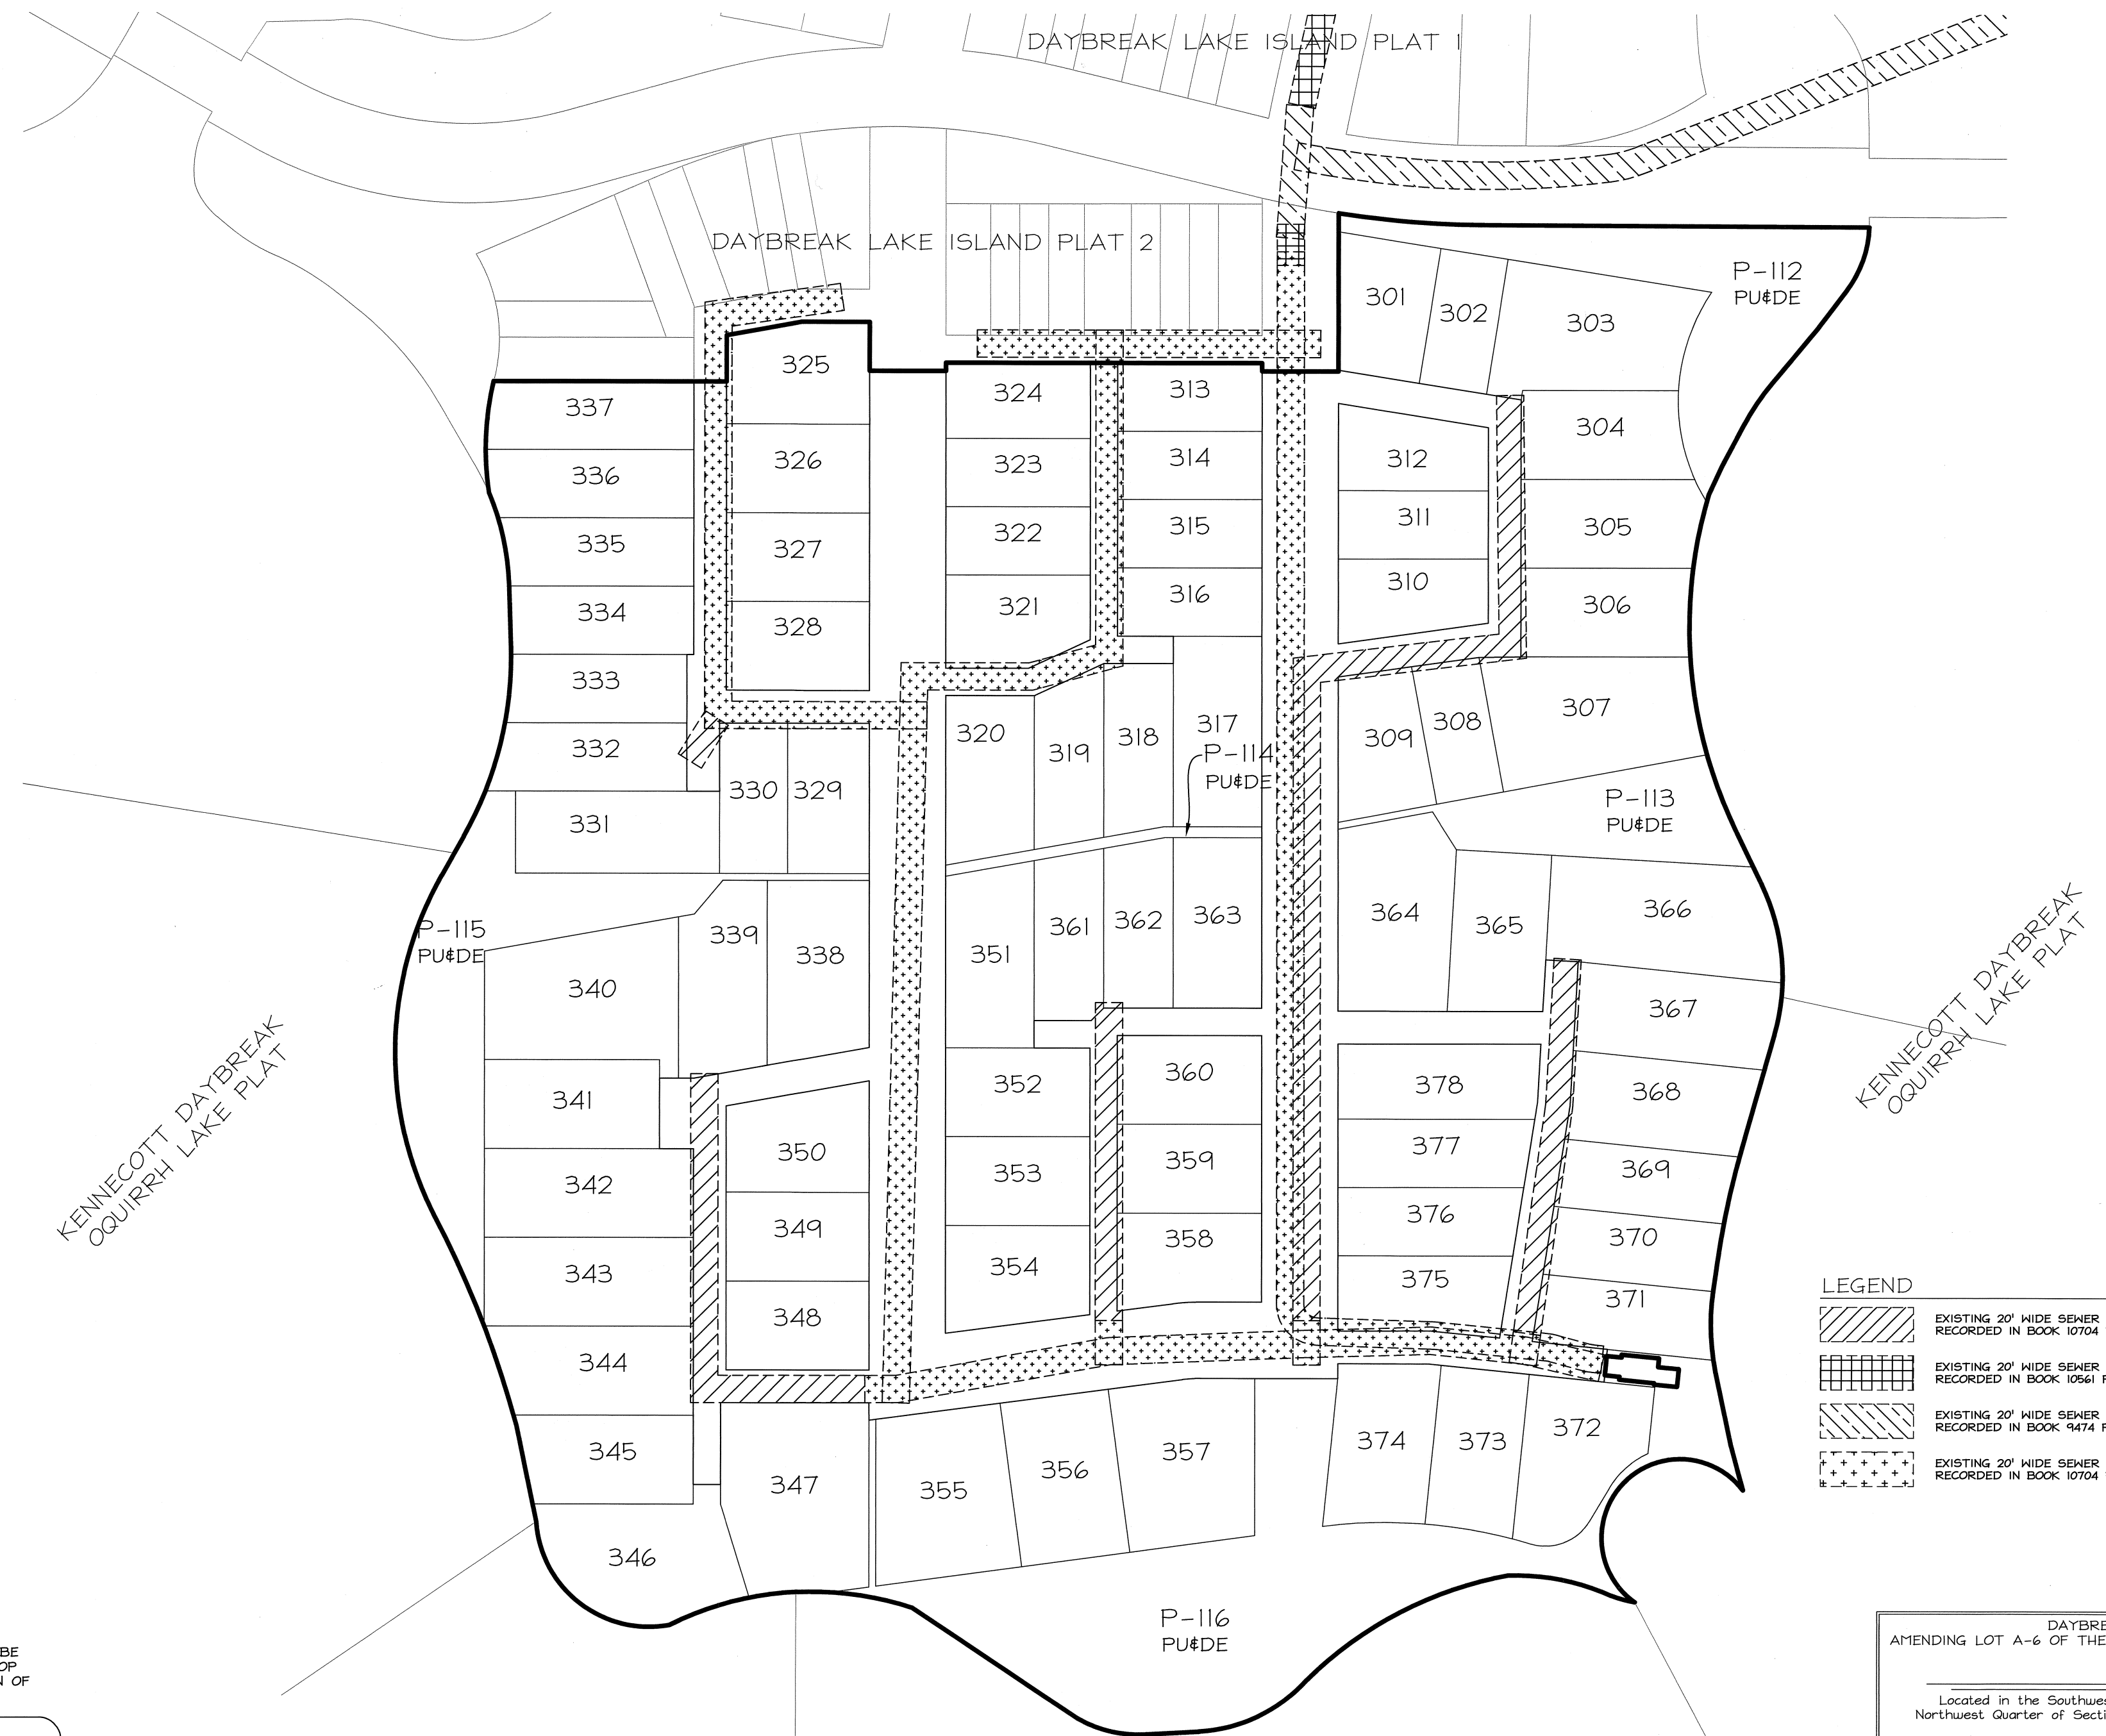 DAYBREAK LAKE ISLAND PLAT 1
DAYBREAK LAKE ISLAND PLAT 2
P-112
PU&DE
301
302
303
325
337
324
313
304
326
336
323
314
312
335
327
322
315
311
305
334
328
321
316
310
306
333
332
320
319
318
317
309
308
307
P-114
PU&DE
330
329
331
P-113
PU&DE
P-115
PU&DE
340
339
338
351
361
362
363
364
365
366
367
KENNECOTT DAYBREAK
OQUIRRH LAKE PLAT
KENNECOTT DAYBREAK
OQUIRRH LAKE PLAT
341
352
360
378
368
342
350
353
359
377
369
343
349
354
358
376
370
344
348
375
371
345
347
355
356
357
374
373
372
346
P-116
PU&DE
LEGEND
EXISTING 20' WIDE SEWER
RECORDED IN BOOK 10704
EXISTING 20' WIDE SEWER
RECORDED IN BOOK 10561
EXISTING 20' WIDE SEWER
RECORDED IN BOOK 9474
EXISTING 20' WIDE SEWER
RECORDED IN BOOK 10704
BE
OP
N OF
DAYBRE
AMENDING LOT A-6 OF THE
Located in the Southwes
Northwest Quarter of Secti